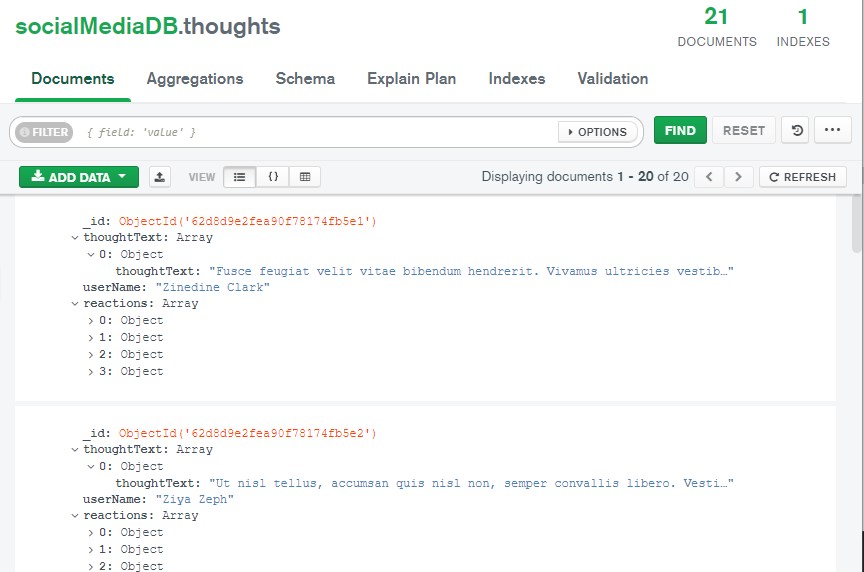 socialMediaDB.thoughts
21
DOCUMENTS
1
INDEXES
Documents Aggregations Schema Explain Plan Indexes Validation
FILTER { field: 'value' } OPTIONS FIND RESET ...
ADD DATA VIEW {} Displaying documents 1 - 20 of 20 < > REFRESH
_id: ObjectId('62d8d9e2fea90f78174fb5e1')
thoughtText: Array
0: Object
thoughtText: "Fusce feugiat velit vitae bibendum hendrerit. Vivamus ultricies vestib…"
userName: "Zinedine Clark"
reactions: Array
0: Object
1: Object
2: Object
3: Object
_id: ObjectId('62d8d9e2fea90f78174fb5e2')
thoughtText: Array
0: Object
thoughtText: "Ut nisl tellus, accumsan quis nisl non, semper convallis libero. Vesti…"
userName: "Ziya Zeph"
reactions: Array
0: Object
1: Object
2: Object